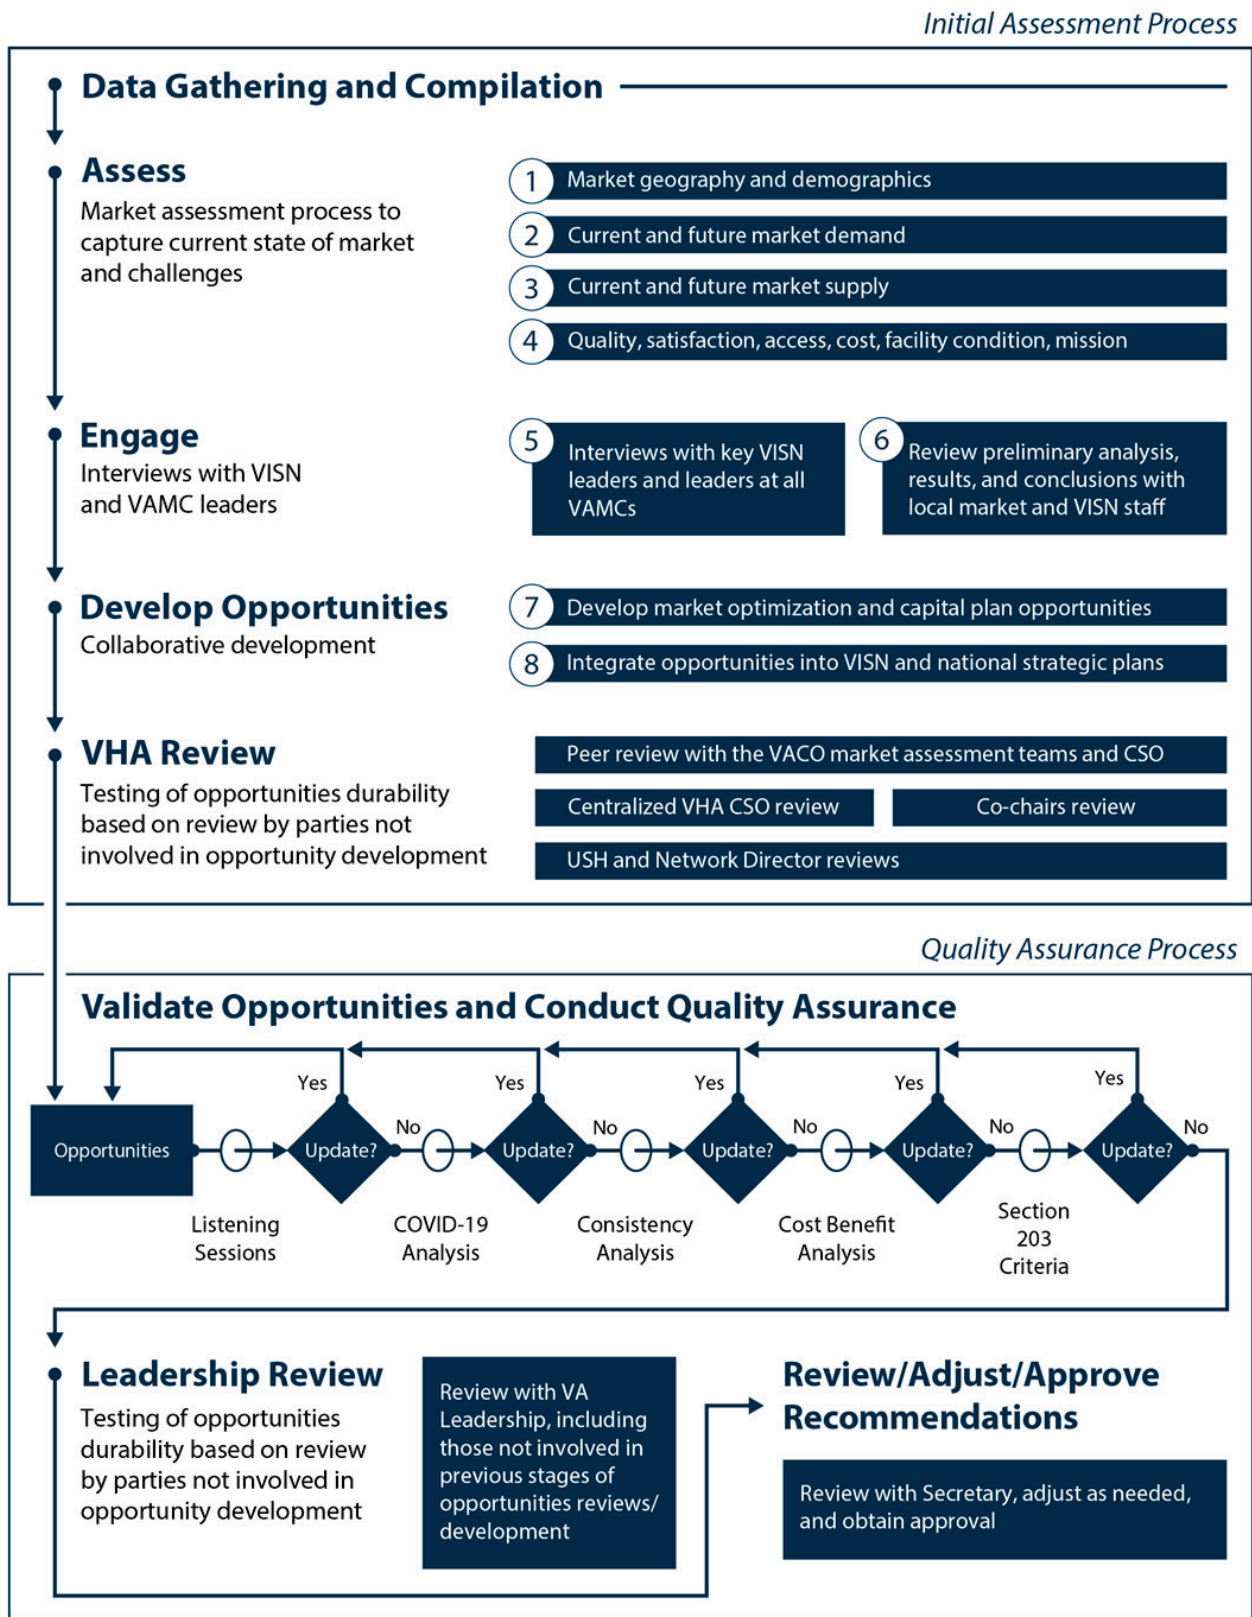 Initial Assessment Process
Data Gathering and Compilation
Assess
Market assessment process to
capture current state of market
and challenges
1 Market geography and demographics
2 Current and future market demand
3 Current and future market supply
4 Quality, satisfaction, access, cost, facility condition, mission
Engage
Interviews with VISN
and VAMC leaders
5 Interviews with key VISN
leaders and leaders at all
VAMCs
6 Review preliminary analysis,
results, and conclusions with
local market and VISN staff
Develop Opportunities
Collaborative development
7 Develop market optimization and capital plan opportunities
8 Integrate opportunities into VISN and national strategic plans
VHA Review
Testing of opportunities durability
based on review by parties not
involved in opportunity development
Peer review with the VACO market assessment teams and CSO
Centralized VHA CSO review
Co-chairs review
USH and Network Director reviews
Quality Assurance Process
Validate Opportunities and Conduct Quality Assurance
Yes
Yes
Yes
Yes
Yes
Opportunities
Update?
No
Update?
No
Update?
No
Update?
No
Update?
No
Listening
Sessions
COVID-19
Analysis
Consistency
Analysis
Cost Benefit
Analysis
Section
203
Criteria
Leadership Review
Testing of opportunities
durability based on review
by parties not involved in
opportunity development
Review with VA
Leadership, including
those not involved in
previous stages of
opportunities reviews/
development
Review/Adjust/Approve
Recommendations
Review with Secretary, adjust as needed,
and obtain approval